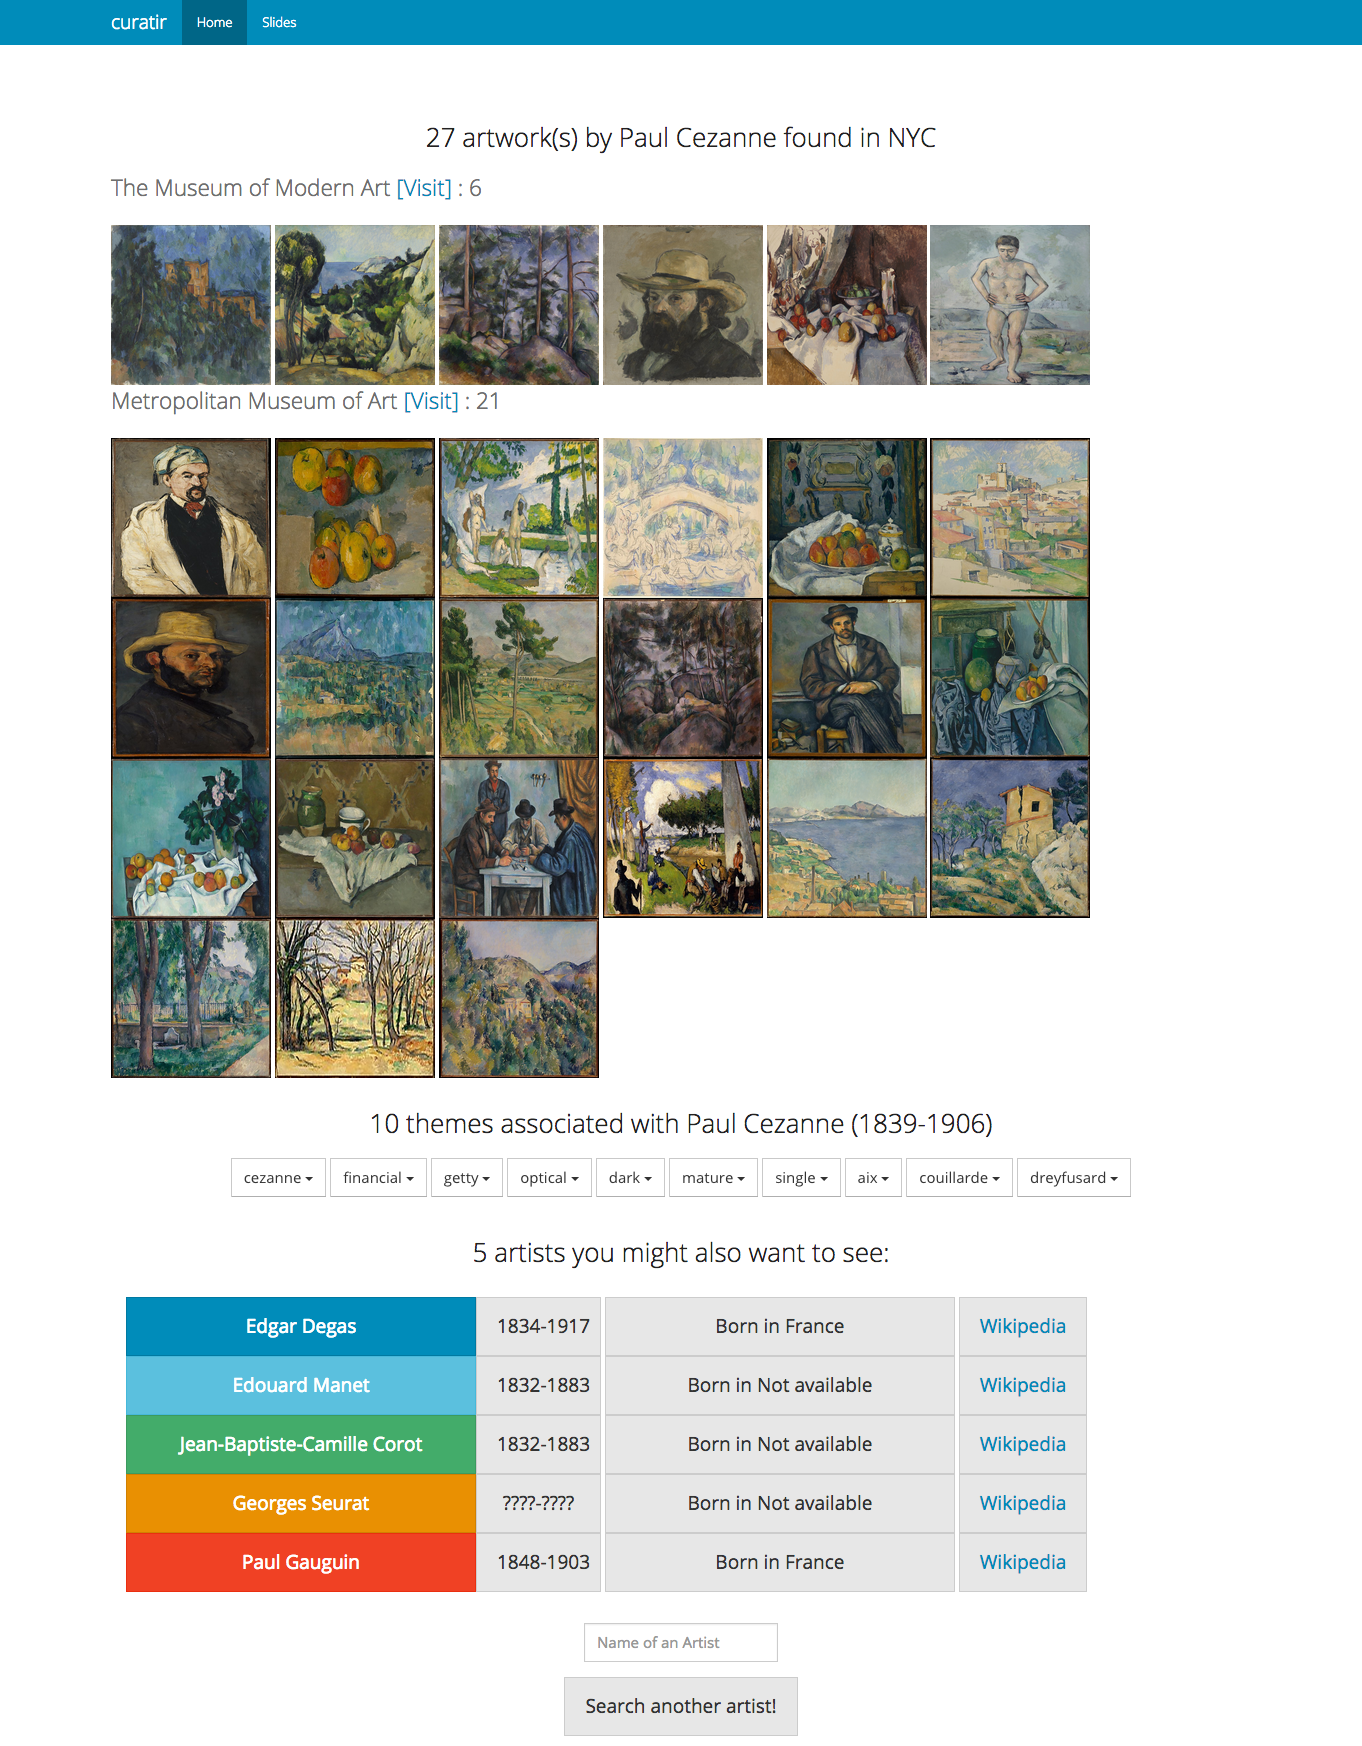 curatir Home Slides
27 artwork(s) by Paul Cezanne found in NYC
The Museum of Modern Art [Visit] : 6
Metropolitan Museum of Art [Visit] : 21
10 themes associated with Paul Cezanne (1839-1906)
cezanne financial getty optical dark mature single aix couillarde dreyfusard
5 artists you might also want to see:
Edgar Degas 1834-1917 Born in France Wikipedia
Edouard Manet 1832-1883 Born in Not available Wikipedia
Jean-Baptiste-Camille Corot 1832-1883 Born in Not available Wikipedia
Georges Seurat ????-???? Born in Not available Wikipedia
Paul Gauguin 1848-1903 Born in France Wikipedia
Name of an Artist
Search another artist!